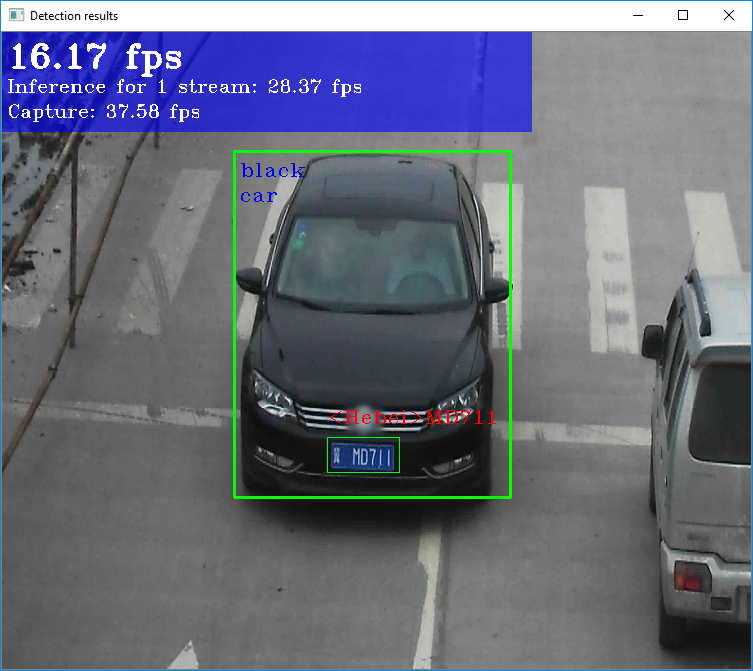 Detection results
16.17 fps
Inference for 1 stream: 28.37 fps
Capture: 37.58 fps
black
car
<Hebei>MD711
冀 MD711